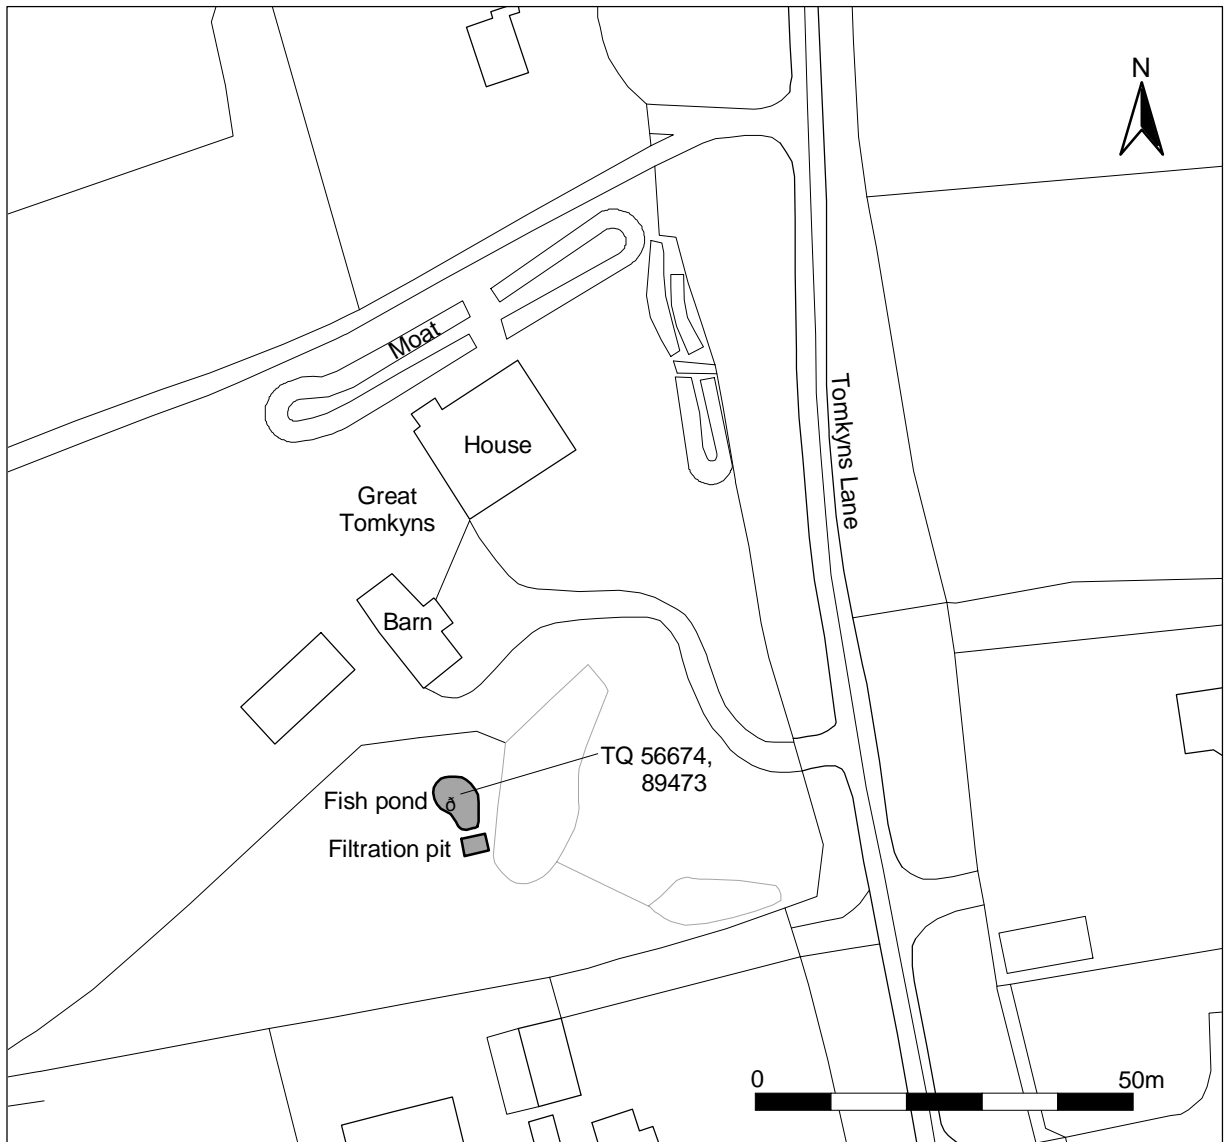 N
Moat
House
Tomkyns Lane
Great
Tomkyns
Barn
TQ 56674,
89473
Fish pond
ð
Filtration pit
0
50m